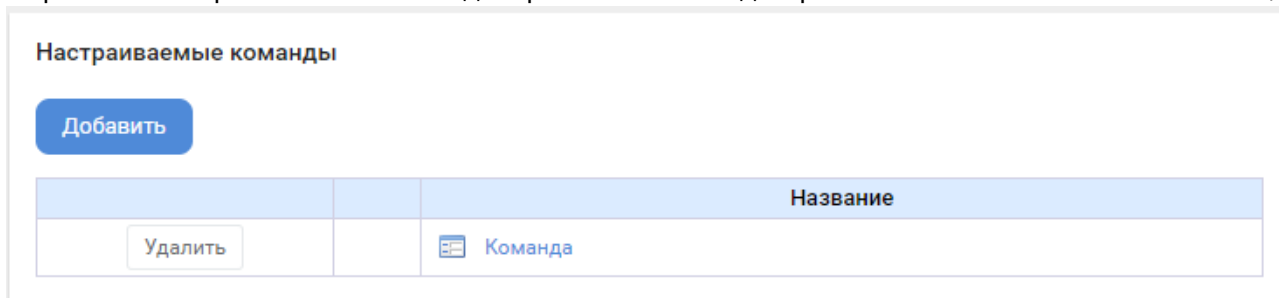 Настраиваемые команды
Добавить
Название
Удалить
Команда